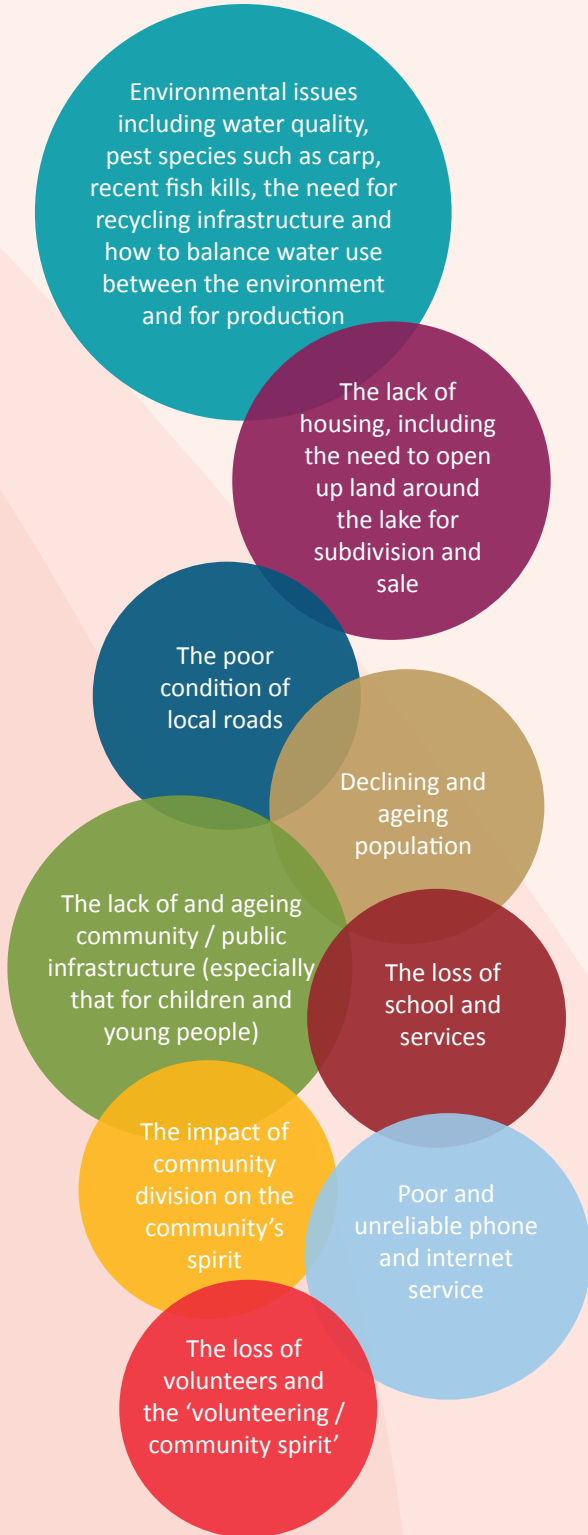 Environmental issues
including water quality,
pest species such as carp,
recent fish kills, the need for
recycling infrastructure and
how to balance water use
between the environment
and for production
The lack of
housing, including
the need to open
up land around
the lake for
subdivision and
sale
The poor
condition of
local roads
Declining and
ageing
population
The lack of and ageing
community / public
infrastructure (especially
that for children and
young people)
The loss of
school and
services
The impact of
community
division on the
community’s
spirit
Poor and
unreliable phone
and internet
service
The loss of
volunteers and
the ‘volunteering /
community spirit’